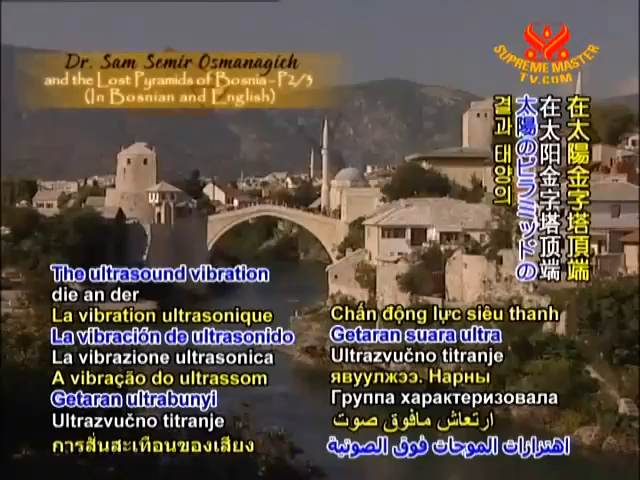 Dr. Sam Semir Osmanagich
and the Lost Pyramids of Bosnia - P2/3
(In Bosnian and English)
SUPREME MASTER
TV.COM
在太陽金字塔頂端
在太阳金字塔顶端
太陽のピラミッドの
결과 태양의
The ultrasound vibration
die an der
La vibration ultrasonique
La vibración de ultrasonido
La vibrazione ultrasonica
A vibração do ultrassom
Getaran ultrabunyi
Ultrazvučno titranje
การสั่นสะเทือนของเสียง
Chấn động lực siêu thanh
Getaran suara ultra
Ultrazvučno titranje
явуулжээ. Нарны
Группа характеризовала
ارتعاش مافوق صوت
اهتزازات الموجات فوق الصوتية